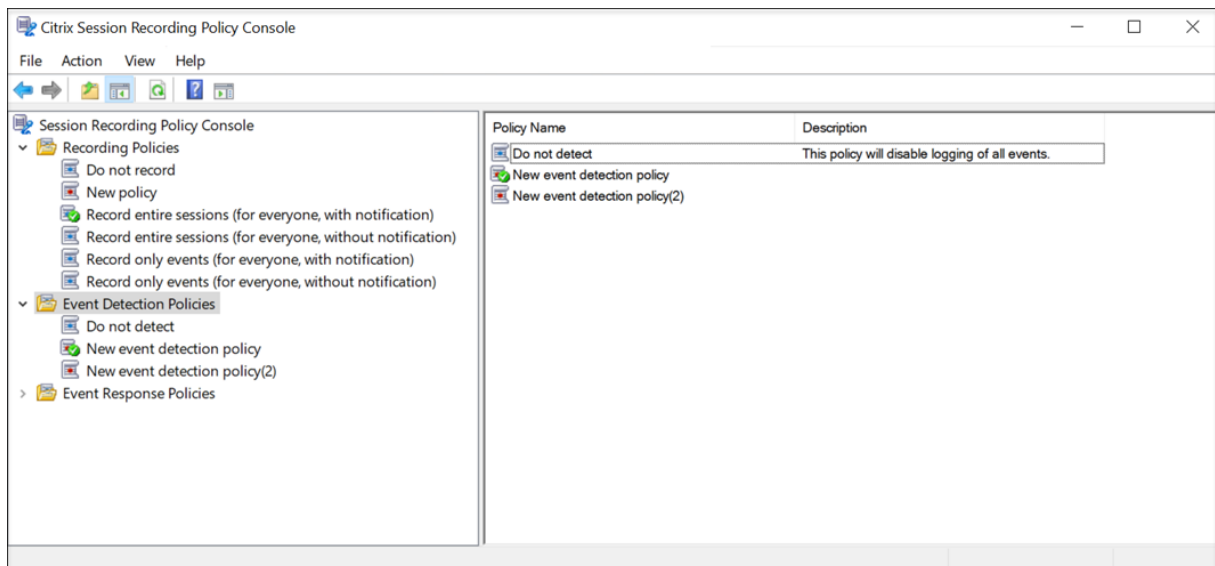 Citrix Session Recording Policy Console
File Action View Help
Session Recording Policy Console
Recording Policies
Do not record
New policy
Record entire sessions (for everyone, with notification)
Record entire sessions (for everyone, without notification)
Record only events (for everyone, with notification)
Record only events (for everyone, without notification)
Event Detection Policies
Do not detect
New event detection policy
New event detection policy(2)
Event Response Policies
Policy Name Description
Do not detect This policy will disable logging of all events.
New event detection policy
New event detection policy(2)